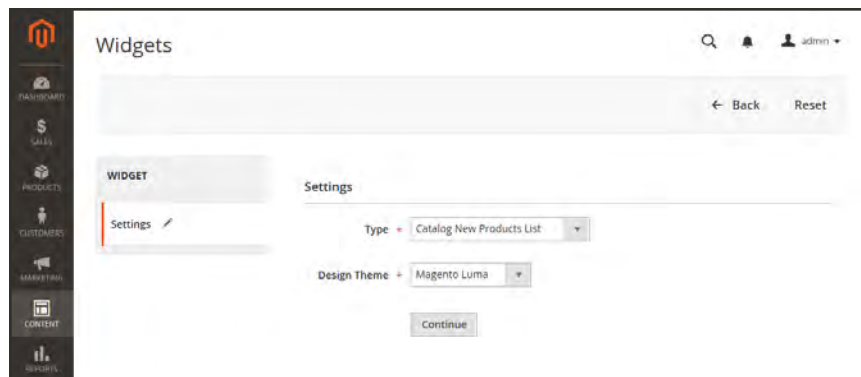 Widgets
admin
DASHBOARD
← Back Reset
SALES
PRODUCTS
WIDGET
Settings
Settings
CUSTOMERS
Type * Catalog New Products List
MARKETING
Design Theme * Magento Luma
CONTENT
Continue
REPORTS